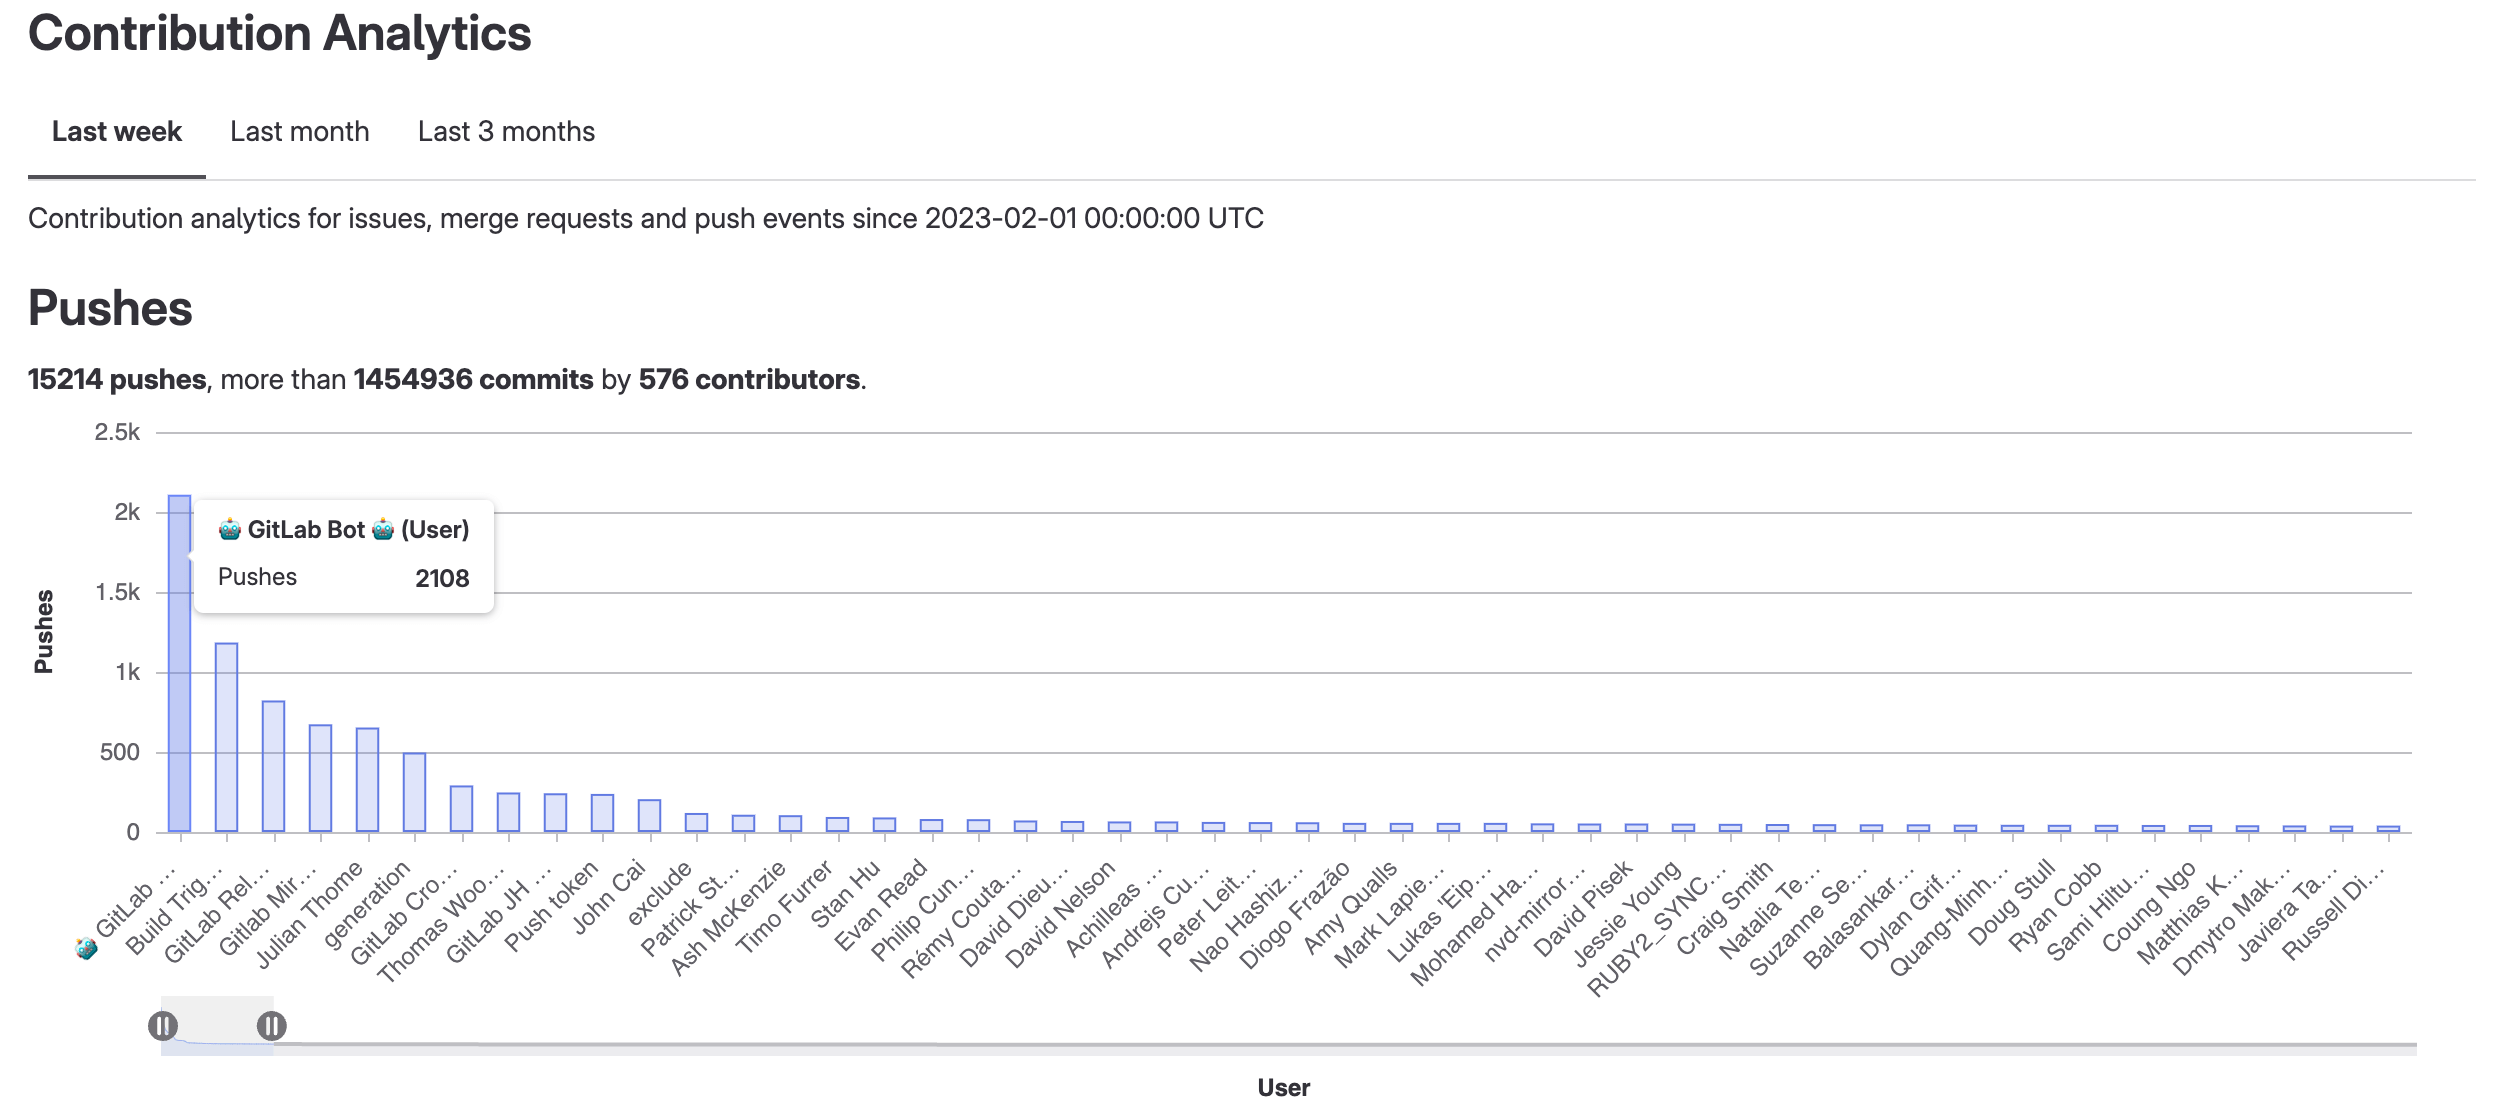 Contribution Analytics
Last week Last month Last 3 months
Contribution analytics for issues, merge requests and push events since 2023-02-01 00:00:00 UTC
Pushes
15214 pushes, more than 1454936 commits by 576 contributors.
2.5k
2k
1.5k
1k
500
0
Pushes
🤖 GitLab Bot 🤖 (User)
Pushes 2108
🤖 GitLab ...
Build Trig...
GitLab Rel...
Gitlab Mir...
Julian Thome
generation
GitLab Cro...
Thomas Woo...
GitLab JH ...
Push token
John Cai
exclude
Patrick St...
Ash McKenzie
Timo Furrer
Stan Hu
Evan Read
Philip Cun...
Rémy Couta...
David Dieu...
David Nelson
Achilleas ...
Andrejs Cu...
Peter Leit...
Nao Hashiz...
Diogo Frazão
Amy Qualls
Mark Lapie...
Lukas 'Eip...
Mohamed Ha...
nvd-mirror...
David Pisek
Jessie Young
RUBY2_SYNC...
Craig Smith
Natalia Te...
Suzanne Se...
Balasankar...
Dylan Grif...
Quang-Minh...
Doug Stull
Ryan Cobb
Sami Hiltu...
Coung Ngo
Matthias K...
Dmytro Mak...
Javiera Ta...
Russell Di...
User